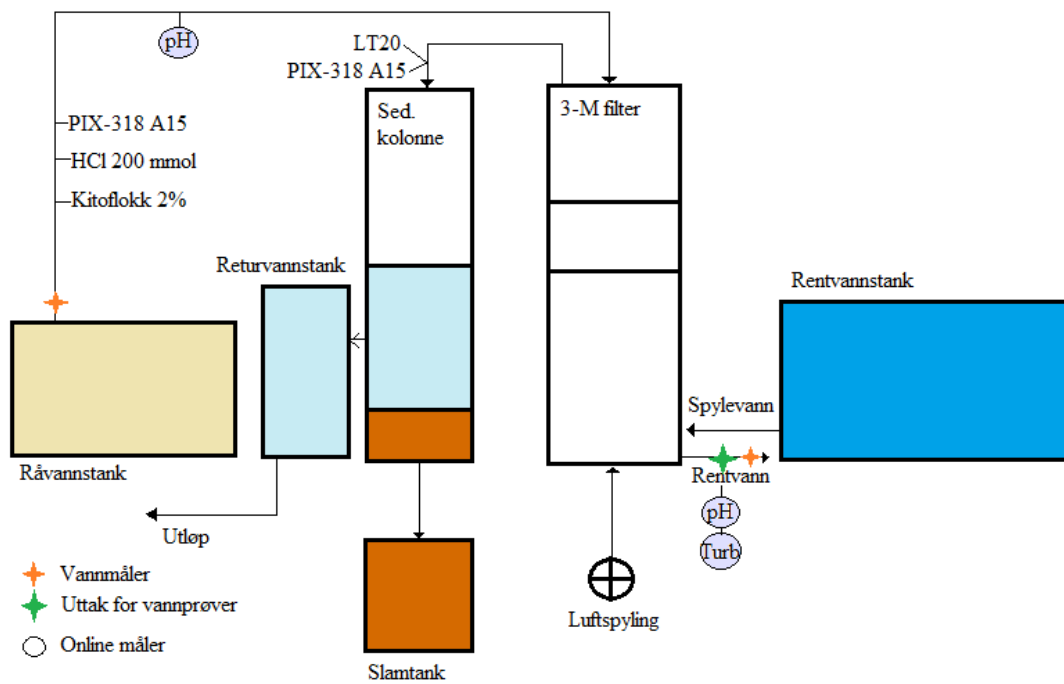 pH
LT20
PIX-318 A15
PIX-318 A15
HCl 200 mmol
Kitoflokk 2%
Sed.
kolonne
3-M filter
Returvannstank
Rentvannstank
Spylevann
Rentvann
pH
Turb
Råvannstank
Utløp
Luftspyling
Slamtank
Vannmåler
Uttak for vannprøver
Online måler